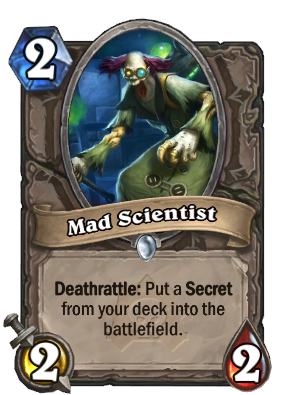 2
Mad Scientist
Deathrattle: Put a Secret
from your deck into the
battlefield.
2
2